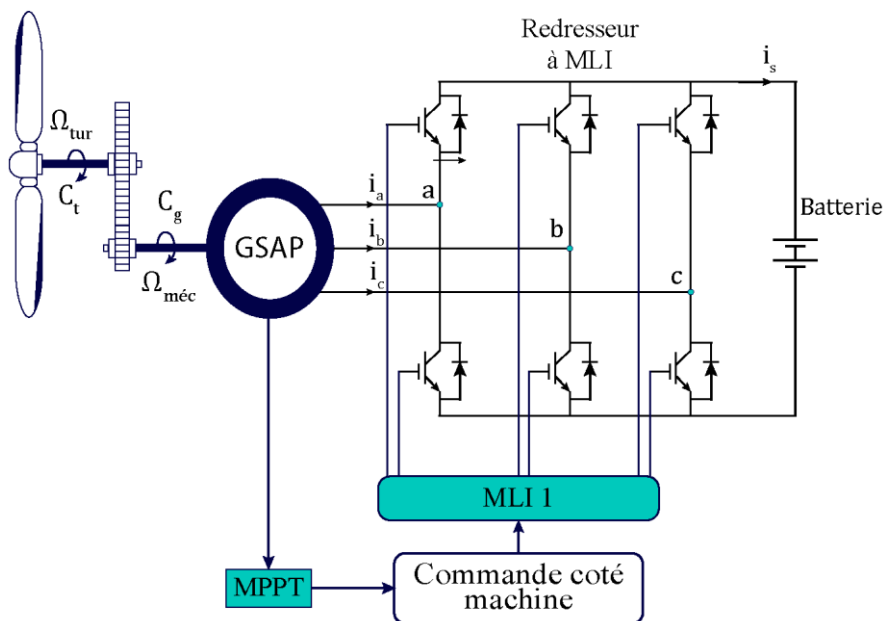 Redresseur
à MLI
i_s
Ω_tur
C_t
C_g
Ω_méc
GSAP
i_a
a
i_b
b
i_c
c
Batterie
MLI 1
MPPT
Commande coté
machine